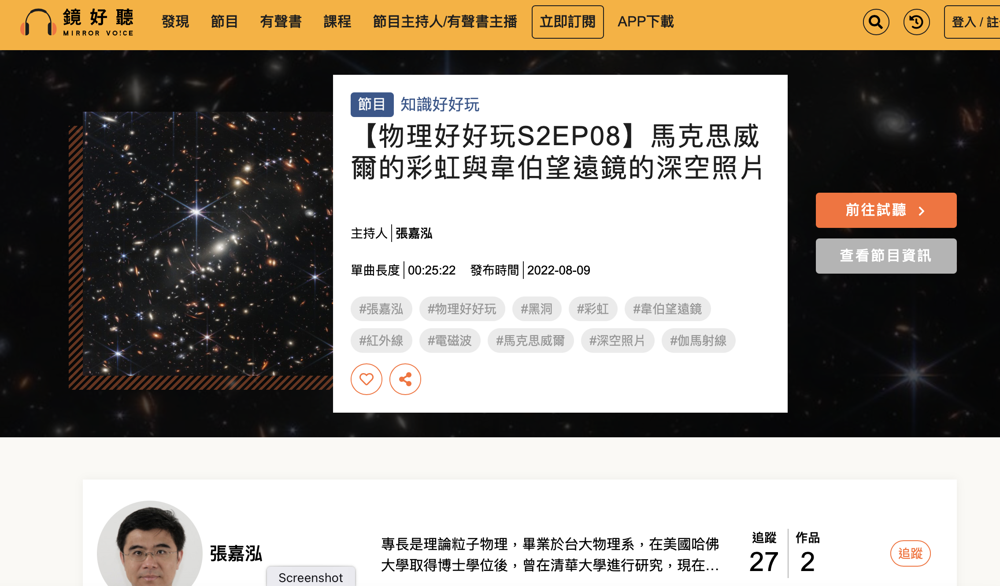 鏡好聽
MIRROR VO!CE
發現
節目
有聲書
課程
節目主持人/有聲書主播
立即訂閱
APP下載
登入 / 註
節目 知識好好玩
【物理好好玩S2EP08】馬克思威
爾的彩虹與韋伯望遠鏡的深空照片
主持人 張嘉泓
單曲長度 00:25:22 發布時間 2022-08-09
#張嘉泓 #物理好好玩 #黑洞 #彩虹 #韋伯望遠鏡
#紅外線 #電磁波 #馬克思威爾 #深空照片 #伽馬射線
前往試聽
查看節目資訊
張嘉泓
專長是理論粒子物理，畢業於台大物理系，在美國哈佛
大學取得博士學位後，曾在清華大學進行研究，現在...
追蹤 作品
27 2
追蹤
Screenshot